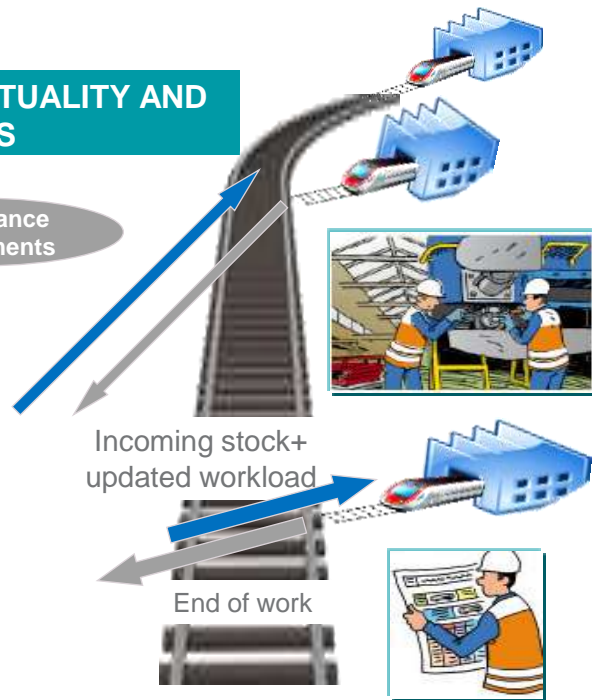 TUALITY AND
S
ance
ments
Incoming stock+
updated workload
End of work